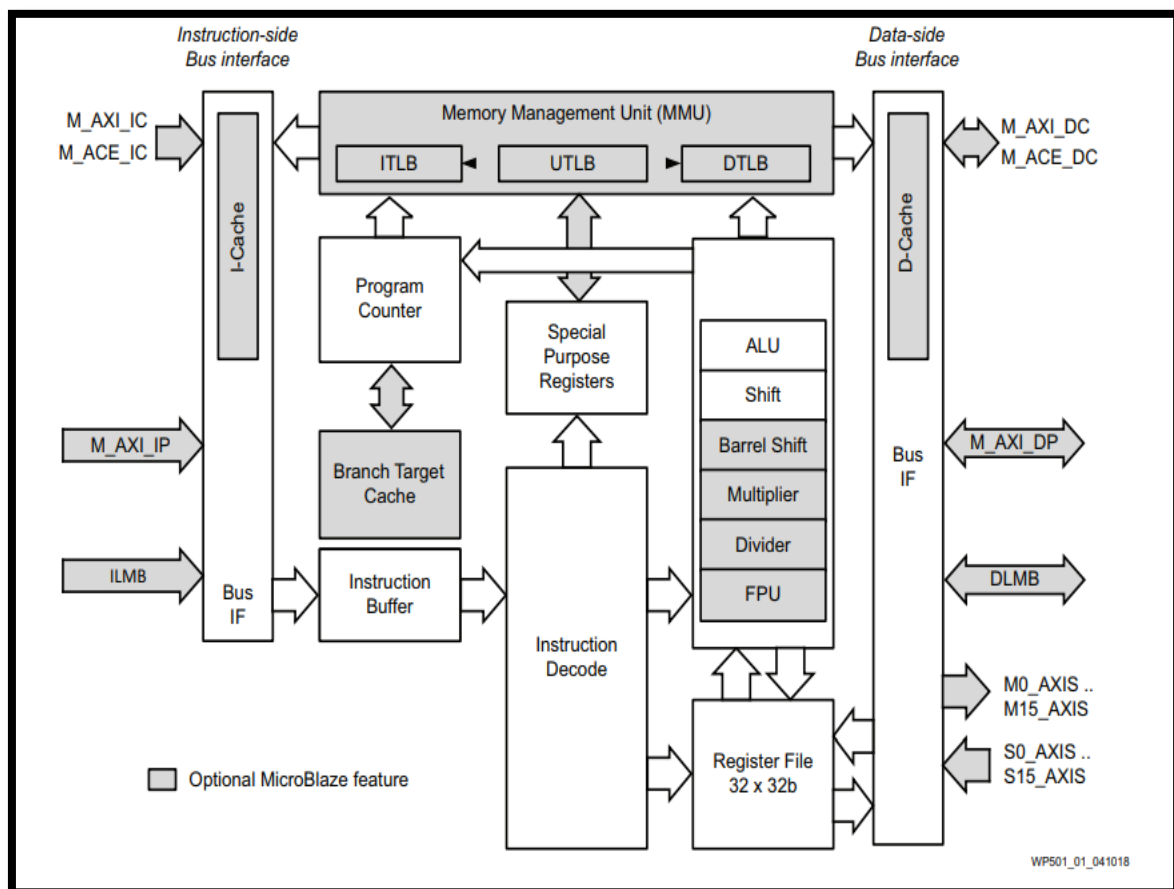 Instruction-side
Bus interface
Data-side
Bus interface
M_AXI_IC
M_ACE_IC
I-Cache
Memory Management Unit (MMU)
ITLB
UTLB
DTLB
D-Cache
M_AXI_DC
M_ACE_DC
Program
Counter
Special
Purpose
Registers
ALU
Shift
Barrel Shift
Multiplier
Divider
FPU
M_AXI_IP
Branch Target
Cache
Bus
IF
M_AXI_DP
ILMB
Bus
IF
Instruction
Buffer
Instruction
Decode
DLMB
Register File
32 x 32b
M0_AXIS ..
M15_AXIS
S0_AXIS ..
S15_AXIS
Optional MicroBlaze feature
WP501_01_041018